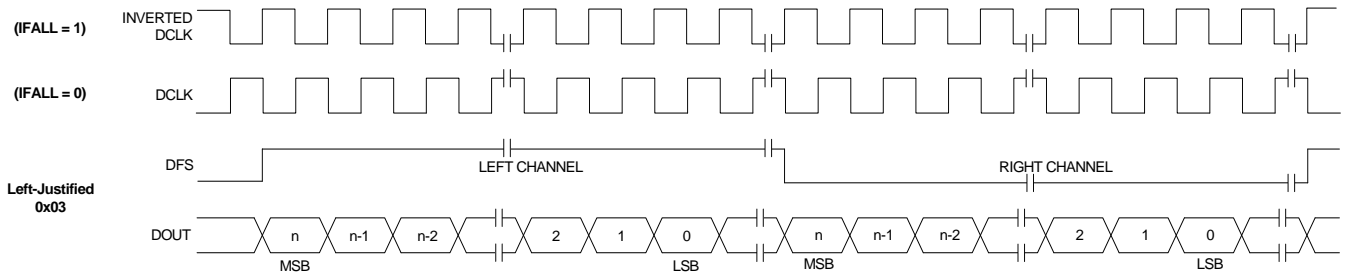 (IFALL = 1)
INVERTED
DCLK
(IFALL = 0)
DCLK
DFS
LEFT CHANNEL
RIGHT CHANNEL
Left-Justified
0x03
DOUT
n
n-1
n-2
2
1
0
n
n-1
n-2
2
1
0
MSB
LSB
MSB
LSB